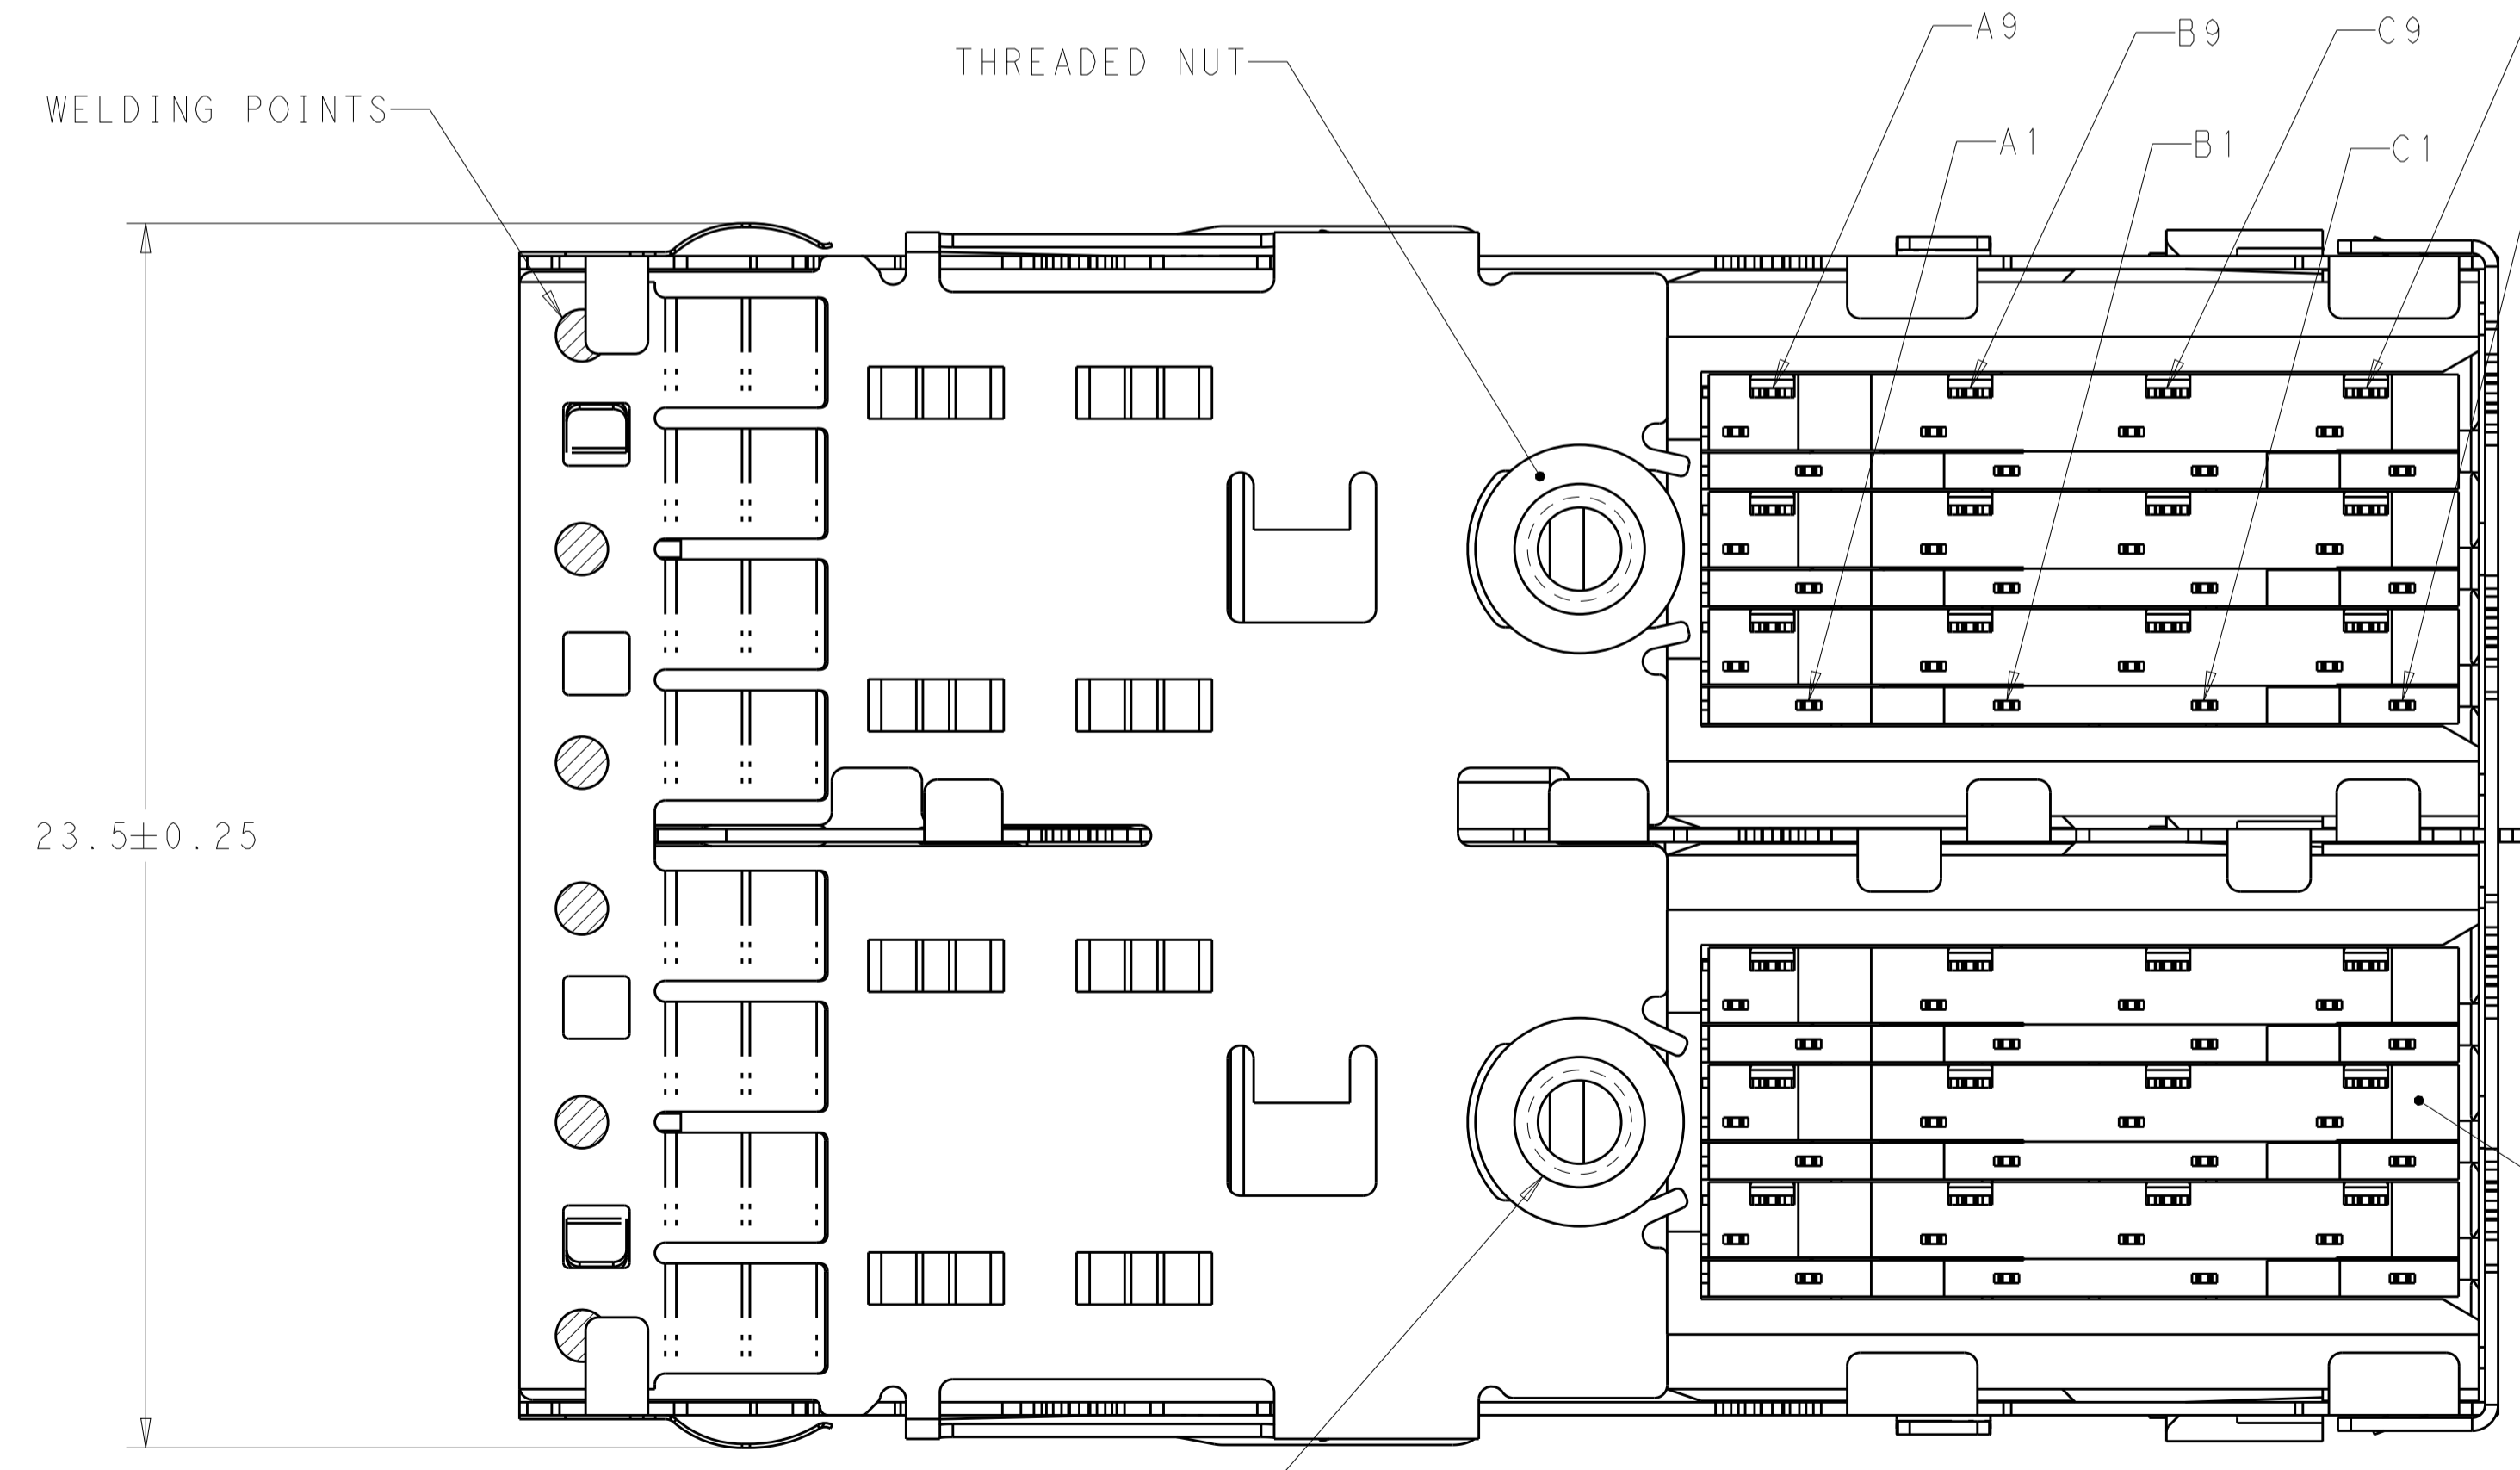 A9
B9
C9
THREADED NUT
WELDING POINTS
A1
B1
C1
23.5±0.25